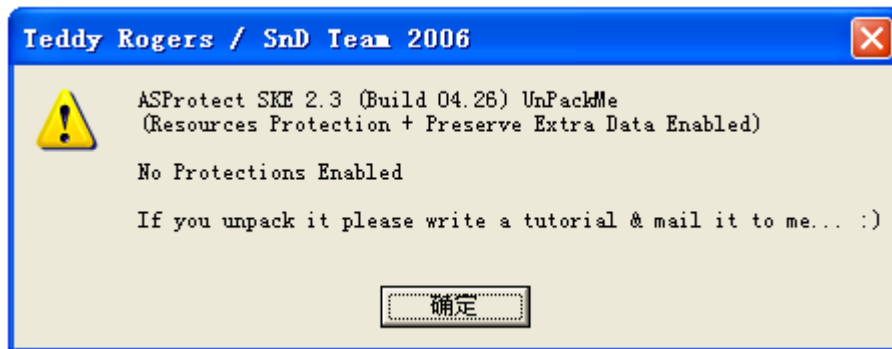 Teddy Rogers / SnD Team 2006
ASProtect SKE 2.3 (Build 04.26) UnPackMe
(Resources Protection + Preserve Extra Data Enabled)
No Protections Enabled
If you unpack it please write a tutorial & mail it to me... :)
确定